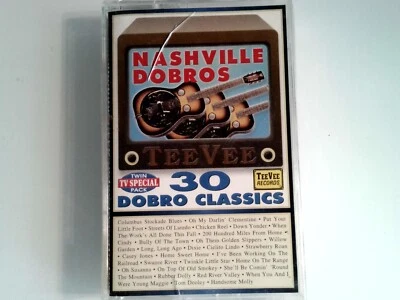 NASHVILLE
DOBROS
TEEVEE
TWIN
TV SPECIAL
PACK
30
TEEVEE
RECORDS
DOBRO CLASSICS
Columbus Stockade Blues · Oh My Darlin' Clementine · Put Your
Little Foot · Streets Of Laredo · Chicken Reel · Down Yonder · When
The Work's All Done This Fall · 200 Hundred Miles From Home ·
Cindy · Bully Of The Town · Oh Them Golden Slippers · Willow
Garden · Long, Long Ago · Dixie · Careless Lindo · Strawberry Roan
Casey Jones · Home Sweet Home · I've Been Working On The
Railroad · Swanee River · Twinkle Little Star · Home On The Range
Oh Susanna · On Top Of Old Smokey · She'll Be Comin' 'Round
The Mountain · Rubber Dolly · Red River Valley · When You And I
Were Young Maggie · Tom Dooley · Handsome Molly